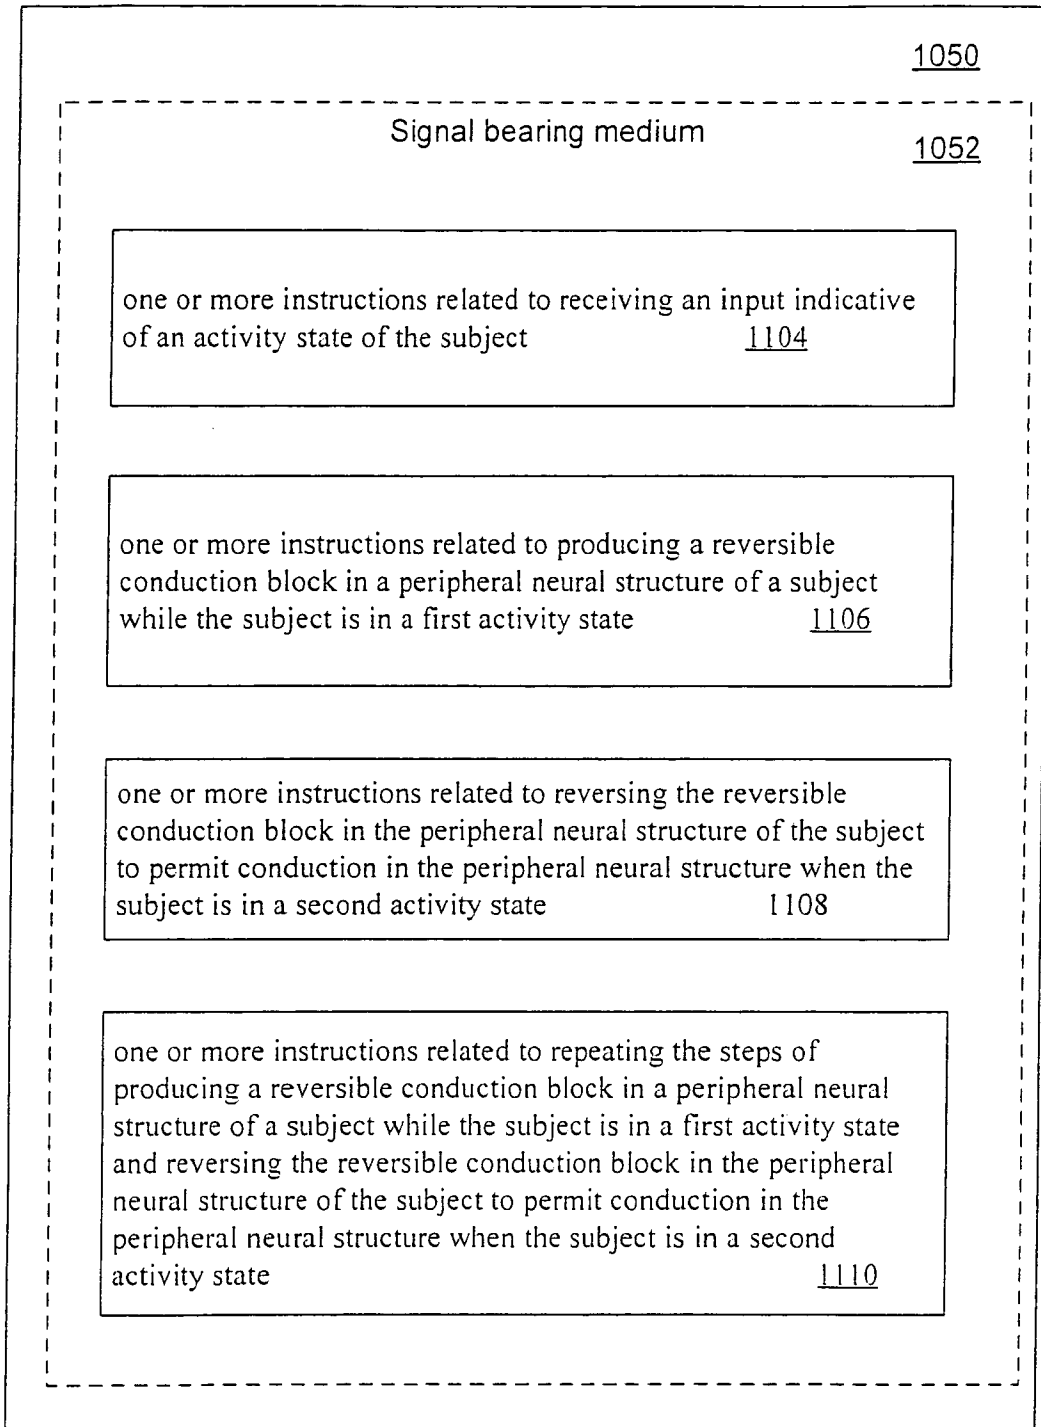 1050
Signal bearing medium
1052
one or more instructions related to receiving an input indicative
of an activity state of the subject 1104
one or more instructions related to producing a reversible
conduction block in a peripheral neural structure of a subject
while the subject is in a first activity state 1106
one or more instructions related to reversing the reversible
conduction block in the peripheral neural structure of the subject
to permit conduction in the peripheral neural structure when the
subject is in a second activity state 1108
one or more instructions related to repeating the steps of
producing a reversible conduction block in a peripheral neural
structure of a subject while the subject is in a first activity state
and reversing the reversible conduction block in the peripheral
neural structure of the subject to permit conduction in the
peripheral neural structure when the subject is in a second
activity state 1110